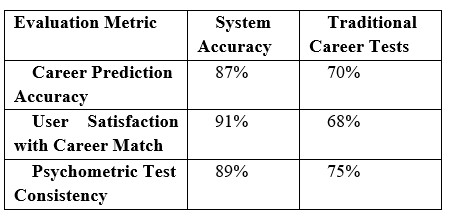 Evaluation Metric System Traditional
Accuracy Career Tests
Career Prediction 87% 70%
Accuracy
User Satisfaction 91% 68%
with Career Match
Psychometric Test 89% 75%
Consistency